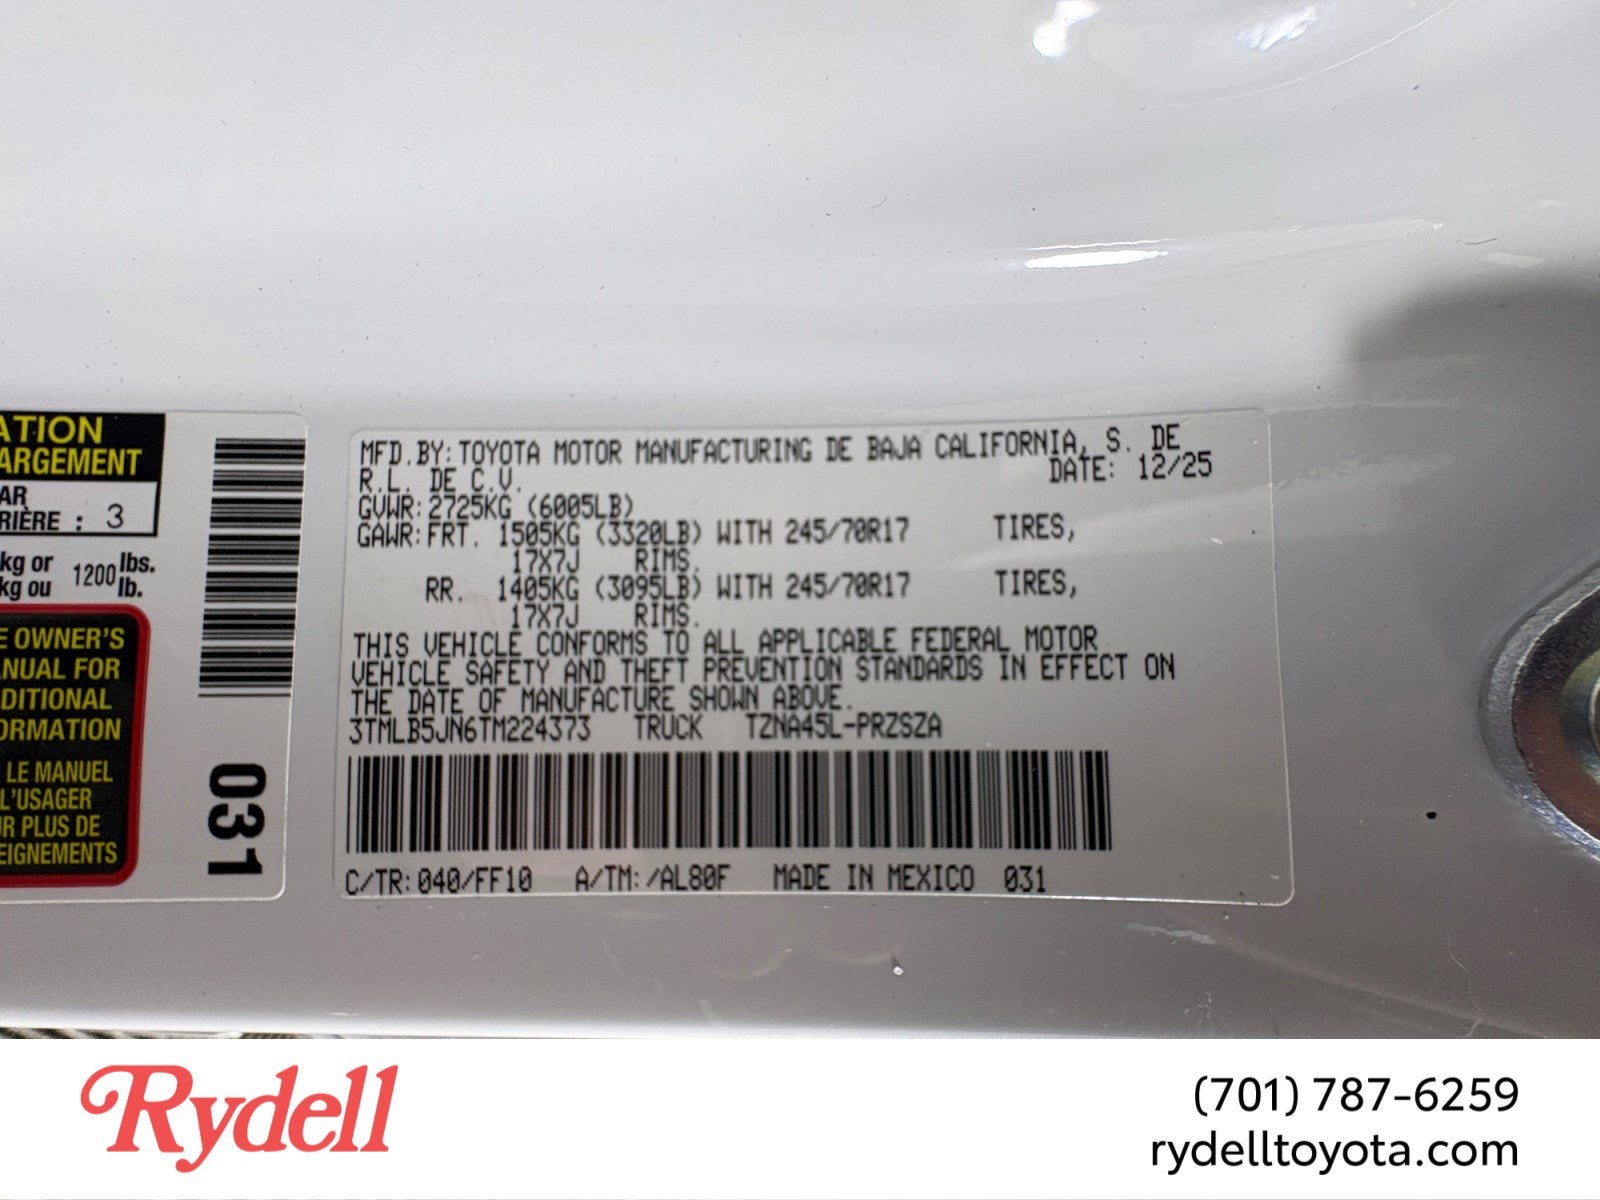 ATION
ARGEMENT
AR
RIÈRE : 3
kg or 1200 lbs.
kg ou lb.
E OWNER'S
ANUAL FOR
DITIONAL
ORMATION
LE MANUEL
L'USAGER
R PLUS DE
EIGNEMENTS
031
MFD.BY: TOYOTA MOTOR MANUFACTURING DE BAJA CALIFORNIA, S. DE
R.L. DE C.V. DATE: 12/25
GVWR: 2725KG (6005LB)
GAWR: FRT. 1505KG (3320LB) WITH 245/70R17 TIRES,
17X7J RIMS.
RR. 1405KG (3095LB) WITH 245/70R17 TIRES,
17X7J RIMS.
THIS VEHICLE CONFORMS TO ALL APPLICABLE FEDERAL MOTOR
VEHICLE SAFETY AND THEFT PREVENTION STANDARDS IN EFFECT ON
THE DATE OF MANUFACTURE SHOWN ABOVE.
3TMLB5JN6TM224373 TRUCK TZNA45L-PRZSZA
C/TR: 040/FF10 A/TM: /AL80F MADE IN MEXICO 031
Rydell
(701) 787-6259
rydelltoyota.com